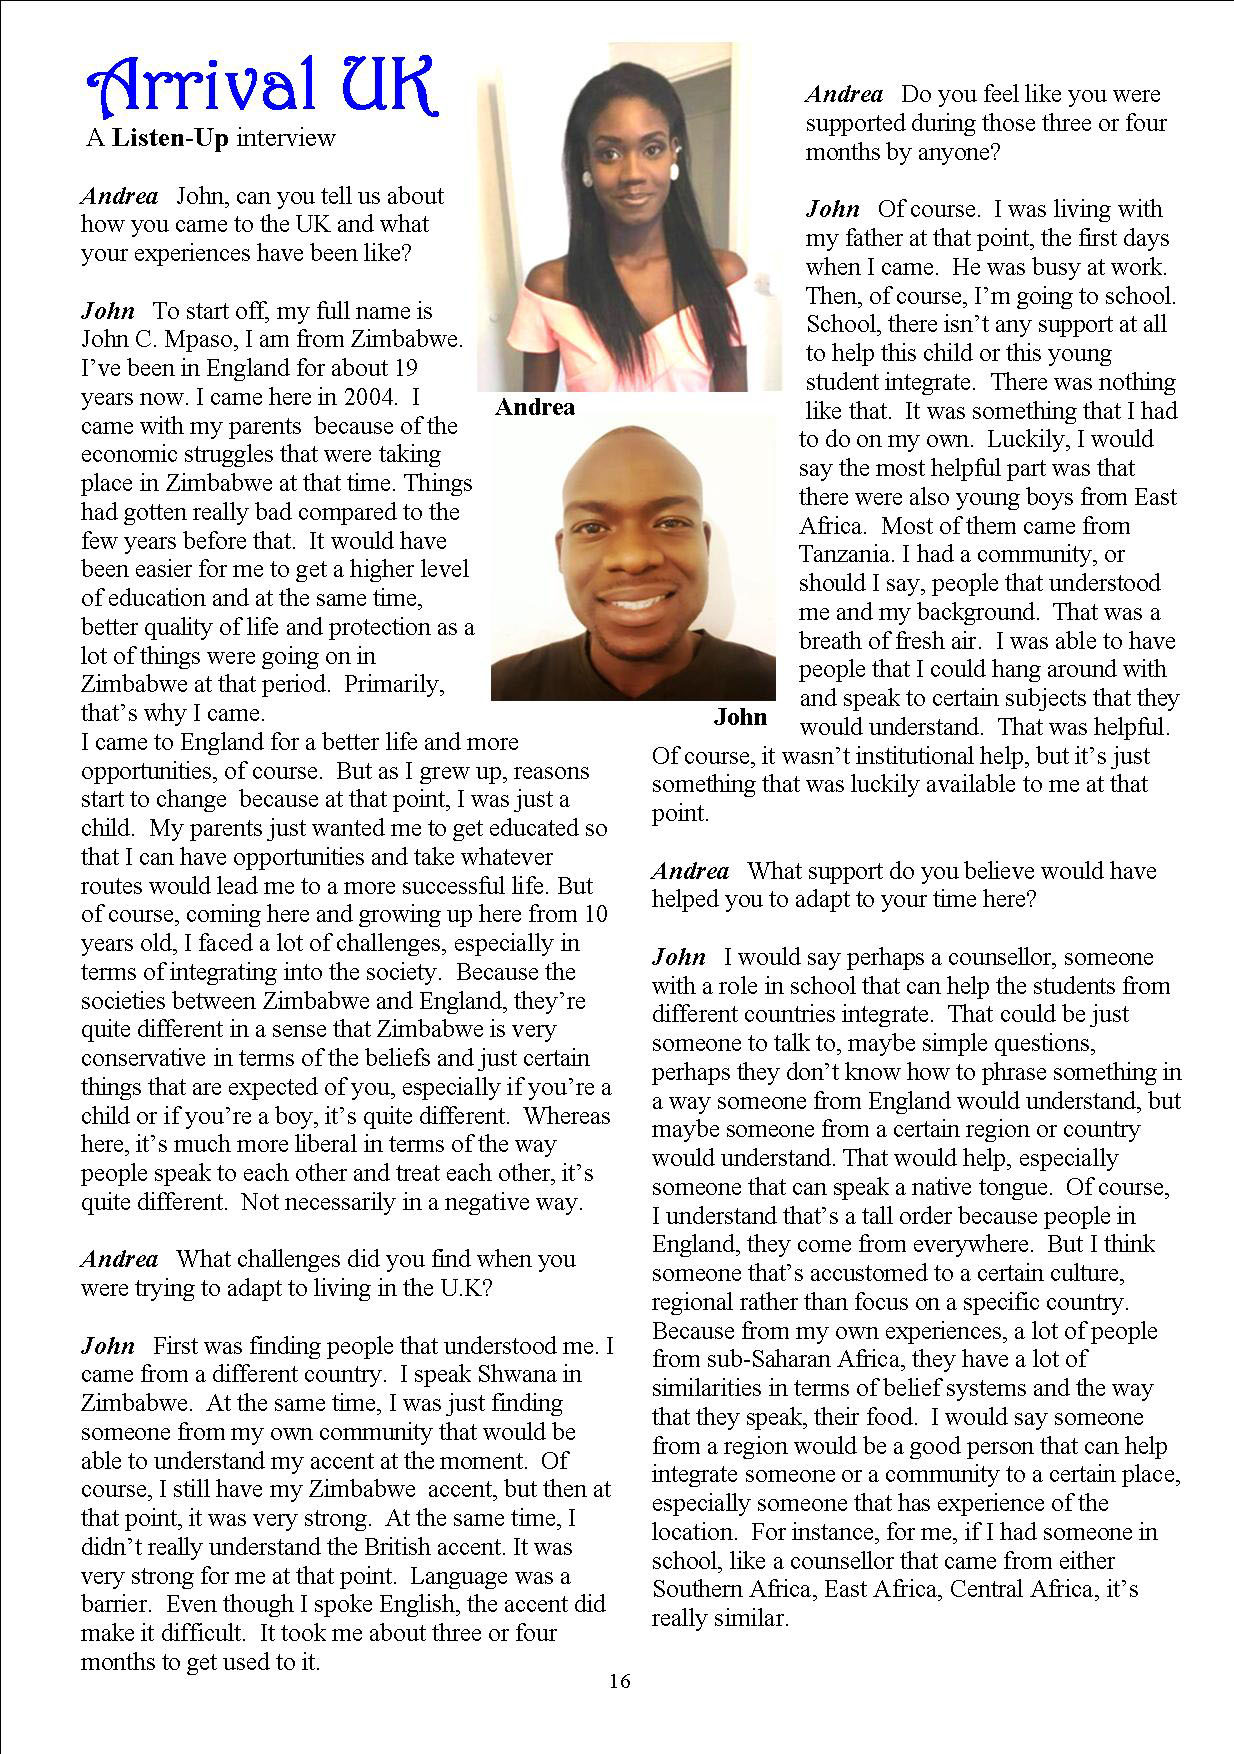 Arrival UK
A Listen-Up interview
Andrea John, can you tell us about
how you came to the UK and what
your experiences have been like?
John To start off, my full name is
John C. Mpaso, I am from Zimbabwe.
I've been in England for about 19
years now. I came here in 2004. I
came with my parents because of the
economic struggles that were taking
place in Zimbabwe at that time. Things
had gotten really bad compared to the
few years before that. It would have
been easier for me to get a higher level
of education and at the same time,
better quality of life and protection as a
lot of things were going on in
Zimbabwe at that period. Primarily,
that's why I came.
I came to England for a better life and more
opportunities, of course. But as I grew up, reasons
start to change because at that point, I was just a
child. My parents just wanted me to get educated so
that I can have opportunities and take whatever
routes would lead me to a more successful life. But
of course, coming here and growing up here from 10
years old, I faced a lot of challenges, especially in
terms of integrating into the society. Because the
societies between Zimbabwe and England, they're
quite different in a sense that Zimbabwe is very
conservative in terms of the beliefs and just certain
things that are expected of you, especially if you're a
child or if you're a boy, it's quite different. Whereas
here, it's much more liberal in terms of the way
people speak to each other and treat each other, it's
quite different. Not necessarily in a negative way.
Andrea What challenges did you find when you
were trying to adapt to living in the U.K?
John First was finding people that understood me. I
came from a different country. I speak Shwana in
Zimbabwe. At the same time, I was just finding
someone from my own community that would be
able to understand my accent at the moment. Of
course, I still have my Zimbabwe accent, but then at
that point, it was very strong. At the same time, I
didn't really understand the British accent. It was
very strong for me at that point. Language was a
barrier. Even though I spoke English, the accent did
make it difficult. It took me about three or four
months to get used to it.
Andrea
John
Andrea Do you feel like you were
supported during those three or four
months by anyone?
John Of course. I was living with
my father at that point, the first days
when I came. He was busy at work.
Then, of course, I'm going to school.
School, there isn't any support at all
to help this child or this young
student integrate. There was nothing
like that. It was something that I had
to do on my own. Luckily, I would
say the most helpful part was that
there were also young boys from East
Africa. Most of them came from
Tanzania. I had a community, or
should I say, people that understood
me and my background. That was a
breath of fresh air. I was able to have
people that I could hang around with
and speak to certain subjects that they
would understand. That was helpful.
Of course, it wasn't institutional help, but it's just
something that was luckily available to me at that
point.
Andrea What support do you believe would have
helped you to adapt to your time here?
John I would say perhaps a counsellor, someone
with a role in school that can help the students from
different countries integrate. That could be just
someone to talk to, maybe simple questions,
perhaps they don't know how to phrase something in
a way someone from England would understand, but
maybe someone from a certain region or country
would understand. That would help, especially
someone that can speak a native tongue. Of course,
I understand that's a tall order because people in
England, they come from everywhere. But I think
someone that's accustomed to a certain culture,
regional rather than focus on a specific country.
Because from my own experiences, a lot of people
from sub-Saharan Africa, they have a lot of
similarities in terms of belief systems and the way
that they speak, their food. I would say someone
from a region would be a good person that can help
integrate someone or a community to a certain place,
especially someone that has experience of the
location. For instance, for me, if I had someone in
school, like a counsellor that came from either
Southern Africa, East Africa, Central Africa, it's
really similar.
16